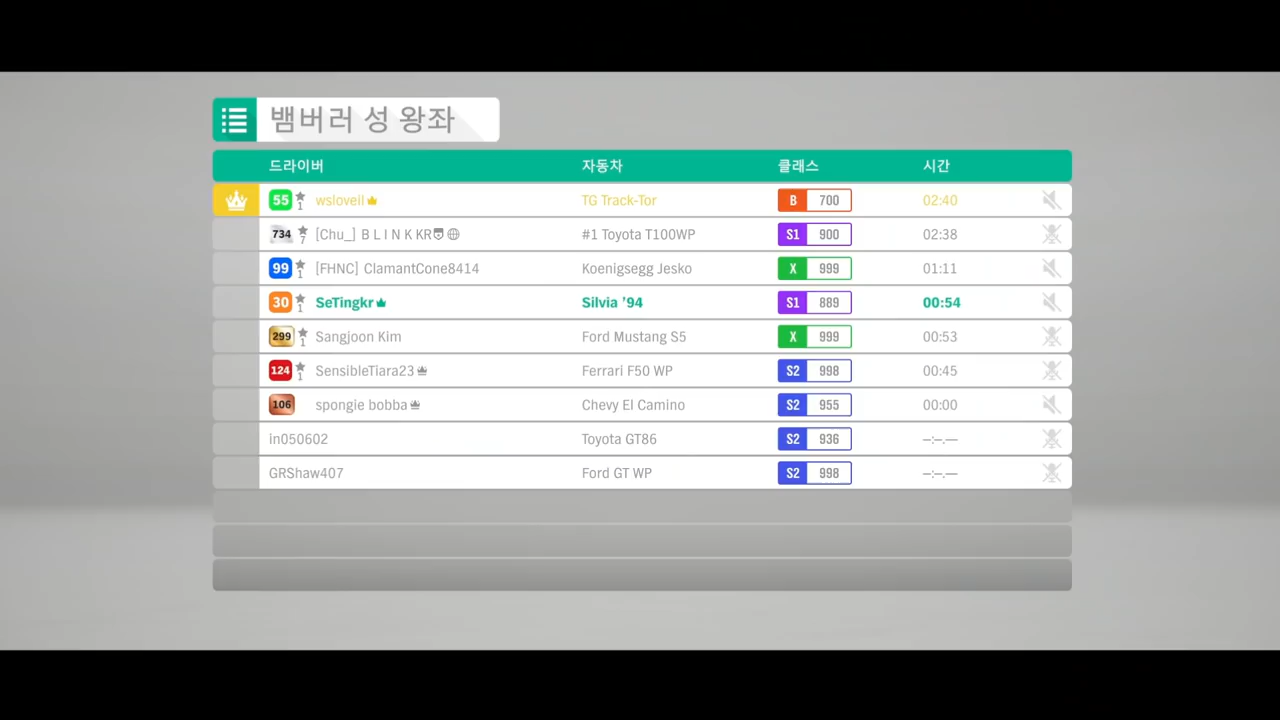 뱀버러 성 왕좌
드라이버 자동차 클래스 시간
55 1 wsloveil TG Track-Tor B 700 02:40
734 7 [Chu_] B L I N K KR #1 Toyota T100WP S1 900 02:38
99 1 [FHNC] ClamantCone8414 Koenigsegg Jesko X 999 01:11
30 1 SeTingkr Silvia ’94 S1 889 00:54
299 1 Sangjoon Kim Ford Mustang S5 X 999 00:53
124 1 SensibleTiara23 Ferrari F50 WP S2 998 00:45
106 spongie bobba Chevy El Camino S2 955 00:00
in050602 Toyota GT86 S2 936 –:–.––
GRShaw407 Ford GT WP S2 998 –:–.––